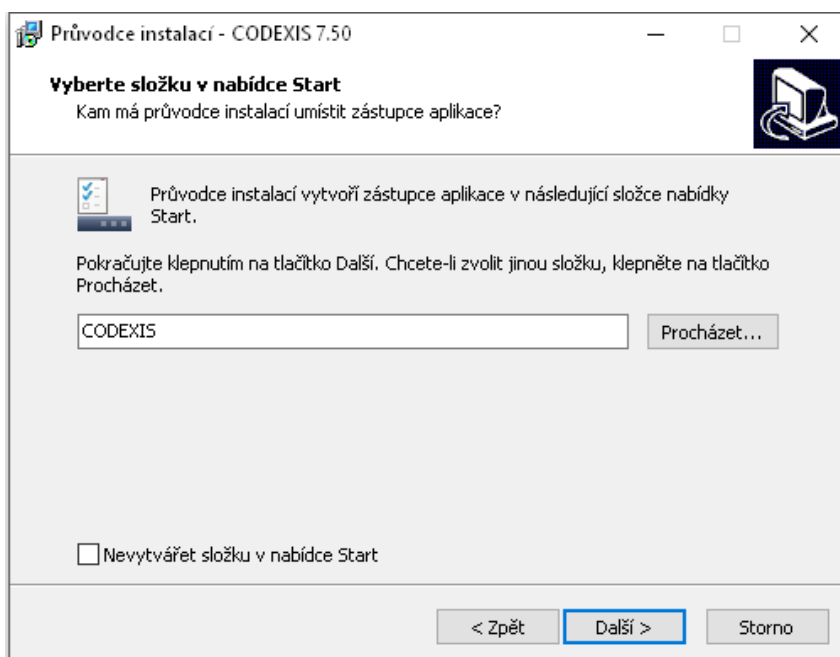 Průvodce instalací - CODEXIS 7.50
Vyberte složku v nabídce Start
Kam má průvodce instalací umístit zástupce aplikace?
Průvodce instalací vytvoří zástupce aplikace v následující složce nabídky
Start.
Pokračujte klepnutím na tlačítko Další. Chcete-li zvolit jinou složku, klepněte na tlačítko
Procházet.
CODEXIS
Procházet...
Nevytvářet složku v nabídce Start
< Zpět
Další >
Storno